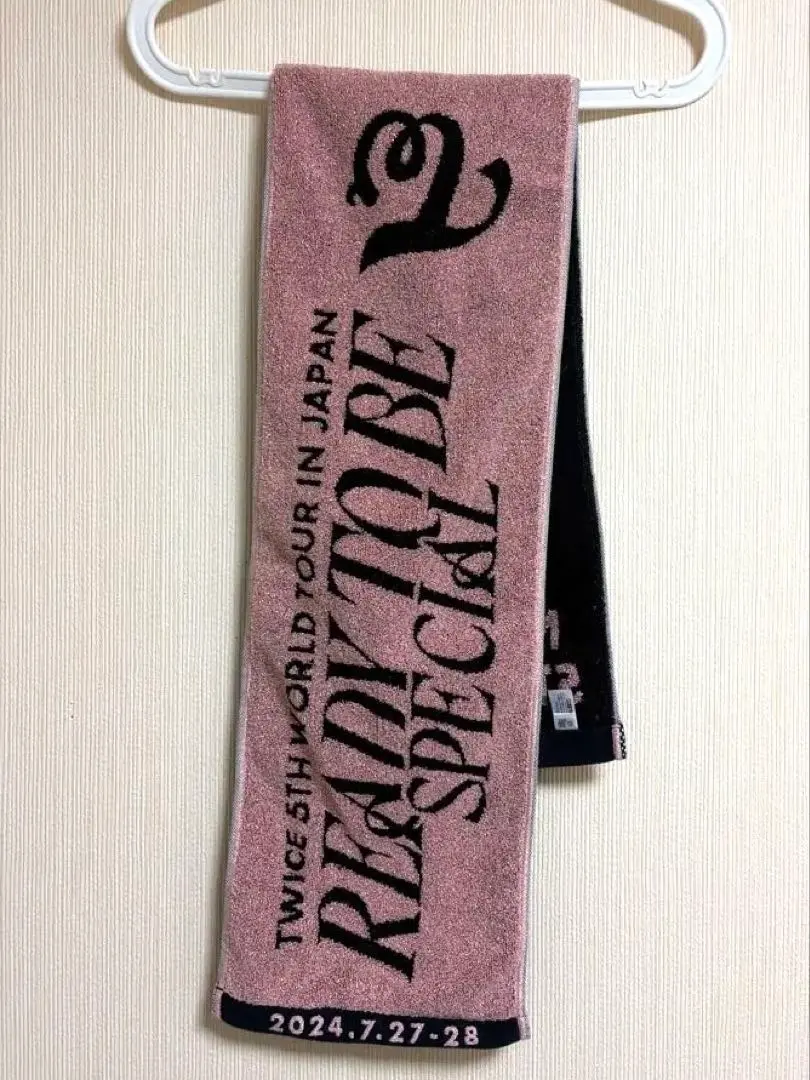 TWICE 5TH WORLD TOUR IN JAPAN
READY TO BE
SPECIAL
2024.7.27-28